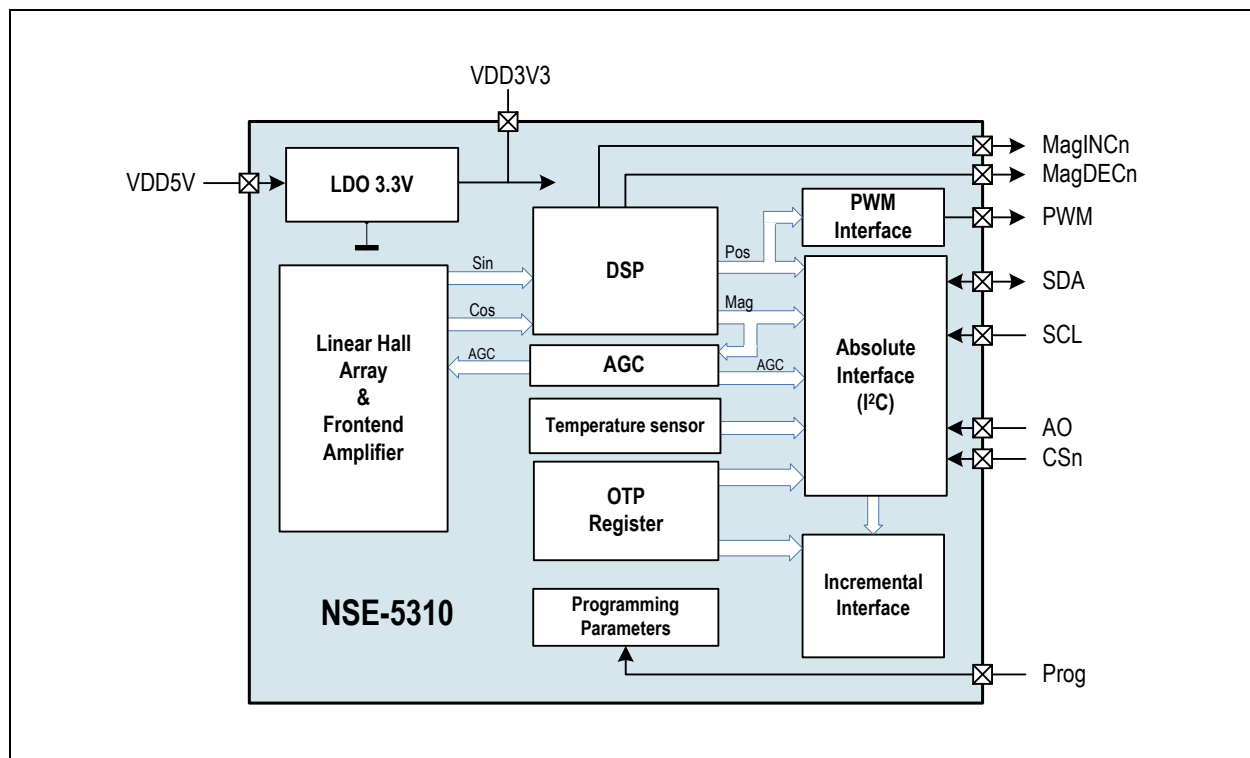 VDD3V3
VDD5V
LDO 3.3V
MagINCn
MagDECn
PWM
Interface
PWM
DSP
Sin
Pos
Cos
Mag
SDA
SCL
Linear Hall
Array
&
Frontend
Amplifier
AGC
AGC
AGC
Absolute
Interface
(I²C)
Temperature sensor
AO
CSn
OTP
Register
Incremental
Interface
NSE-5310
Programming
Parameters
Prog